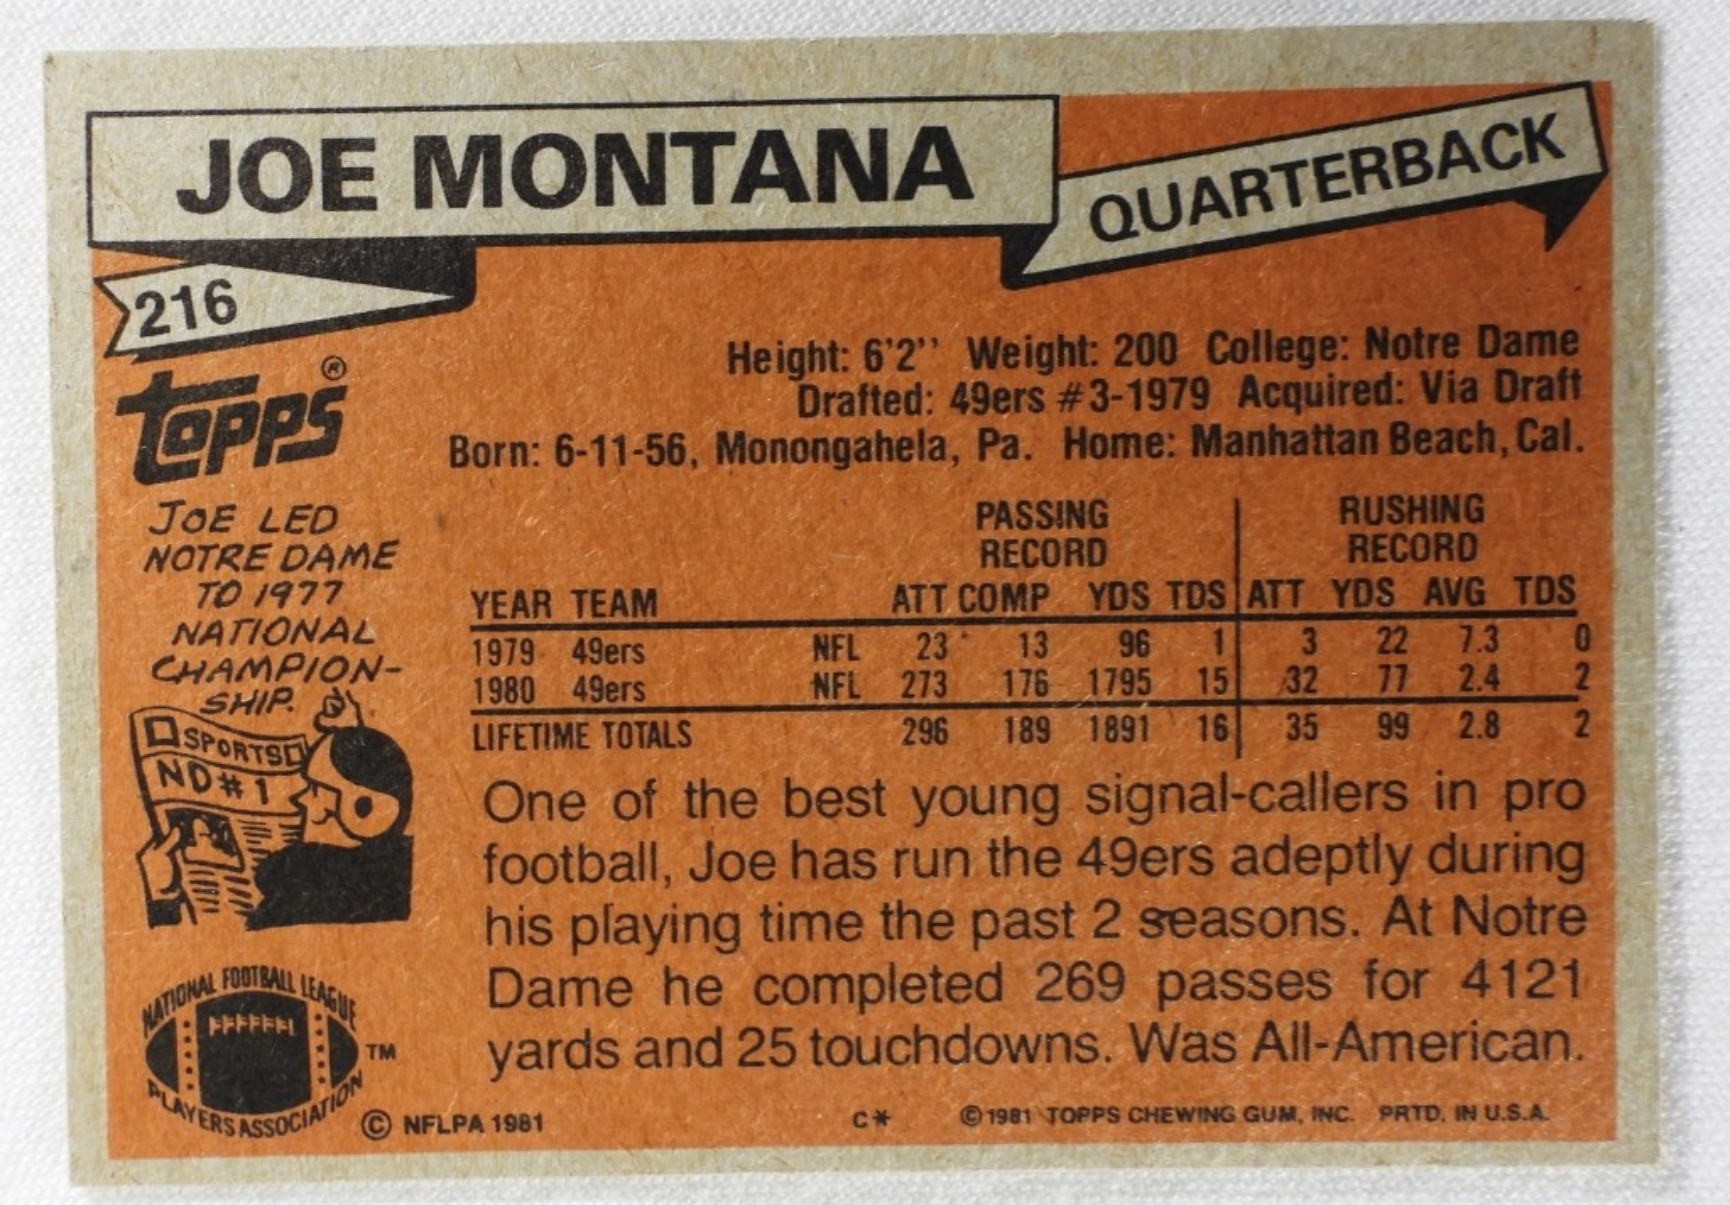 JOE MONTANA
QUARTERBACK
216
TOPPS®
Height: 6'2'' Weight: 200 College: Notre Dame
Drafted: 49ers #3-1979 Acquired: Via Draft
Born: 6-11-56, Monongahela, Pa. Home: Manhattan Beach, Cal.
JOE LED
NOTRE DAME
TO 1977
NATIONAL
CHAMPION-
SHIP.
SPORTS
ND#1
PASSING RUSHING
RECORD RECORD
YEAR TEAM ATT COMP YDS TDS ATT YDS AVG TDS
1979 49ers NFL 23 13 96 1 3 22 7.3 0
1980 49ers NFL 273 176 1795 15 32 77 2.4 2
LIFETIME TOTALS 296 189 1891 16 35 99 2.8 2
One of the best young signal-callers in pro
football, Joe has run the 49ers adeptly during
his playing time the past 2 seasons. At Notre
Dame he completed 269 passes for 4121
yards and 25 touchdowns. Was All-American.
NATIONAL FOOTBALL LEAGUE
PLAYERS ASSOCIATION
TM
© NFLPA 1981
C*
© 1981 TOPPS CHEWING GUM, INC. PRTD. IN U.S.A.